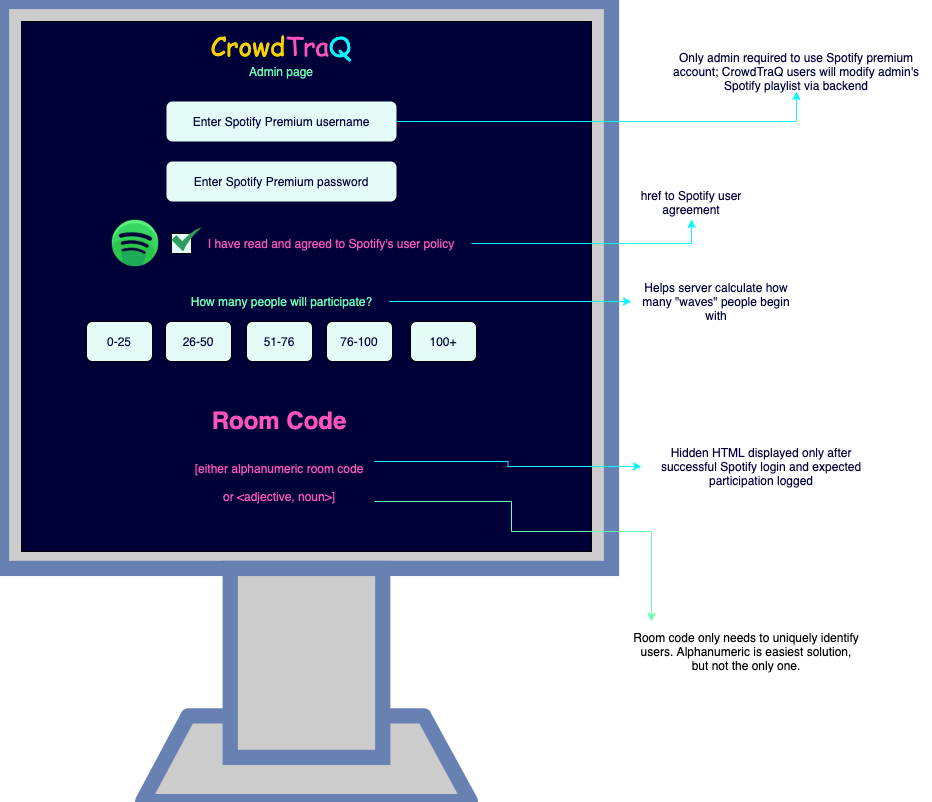 CrowdTraQ
Admin page
Only admin required to use Spotify premium
account; CrowdTraQ users will modify admin's
Spotify playlist via backend
Enter Spotify Premium username
Enter Spotify Premium password
href to Spotify user
agreement
I have read and agreed to Spotify's user policy
How many people will participate?
Helps server calculate how
many "waves" people begin
with
0-25
26-50
51-76
76-100
100+
Room Code
[either alphanumeric room code
or <adjective, noun>]
Hidden HTML displayed only after
successful Spotify login and expected
participation logged
Room code only needs to uniquely identify
users. Alphanumeric is easiest solution,
but not the only one.